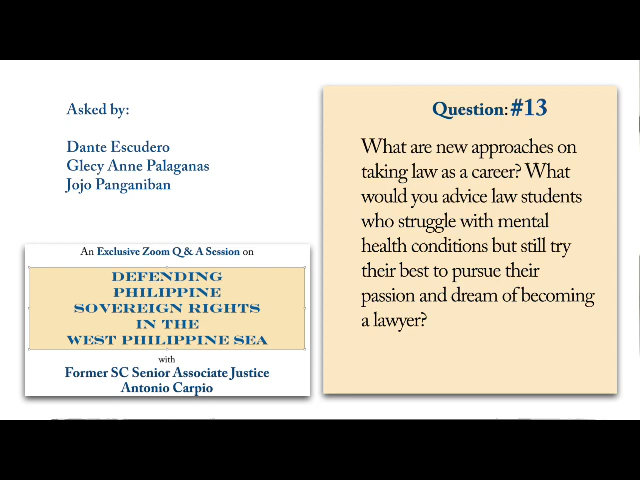 Asked by:
Dante Escudero
Glecy Anne Palaganas
Jojo Panganiban
An Exclusive Zoom Q & A Session on
DEFENDING
PHILIPPINE
SOVEREIGN RIGHTS
IN THE
WEST PHILIPPINE SEA
with
Former SC Senior Associate Justice
Antonio Carpio
Question: #13
What are new approaches on
taking law as a career? What
would you advice law students
who struggle with mental
health conditions but still try
their best to pursue their
passion and dream of becoming
a lawyer?